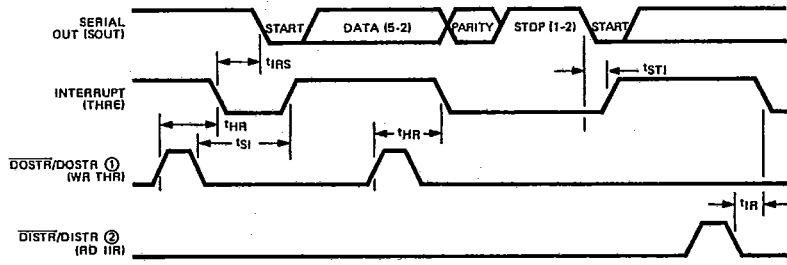 SERIAL
OUT (SOUT)
START
DATA (5-2)
PARITY
STOP (1-2)
START
tIRS
tSTI
INTERRUPT
(THRE)
tHR
tSI
tHR
DOSTR/DOSTR ①
(WR THR)
tIR
DISTR/DISTR ②
(RD IIR)